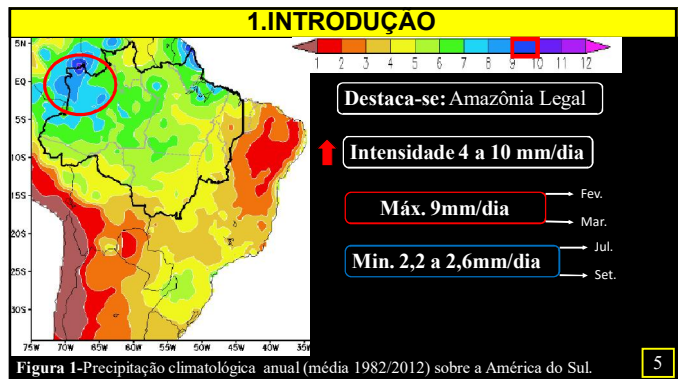 1.INTRODUÇÃO
5N
EQ
5S
10S
15S
20S
25S
30S
75W 70W 65W 60W 55W 50W 45W 40W 35W
1 2 3 4 5 6 7 8 9 10 11 12
Destaca-se: Amazônia Legal
Intensidade 4 a 10 mm/dia
Máx. 9mm/dia
Fev.
Mar.
Min. 2,2 a 2,6mm/dia
Jul.
Set.
Figura 1-Precipitação climatológica anual (média 1982/2012) sobre a América do Sul.
5